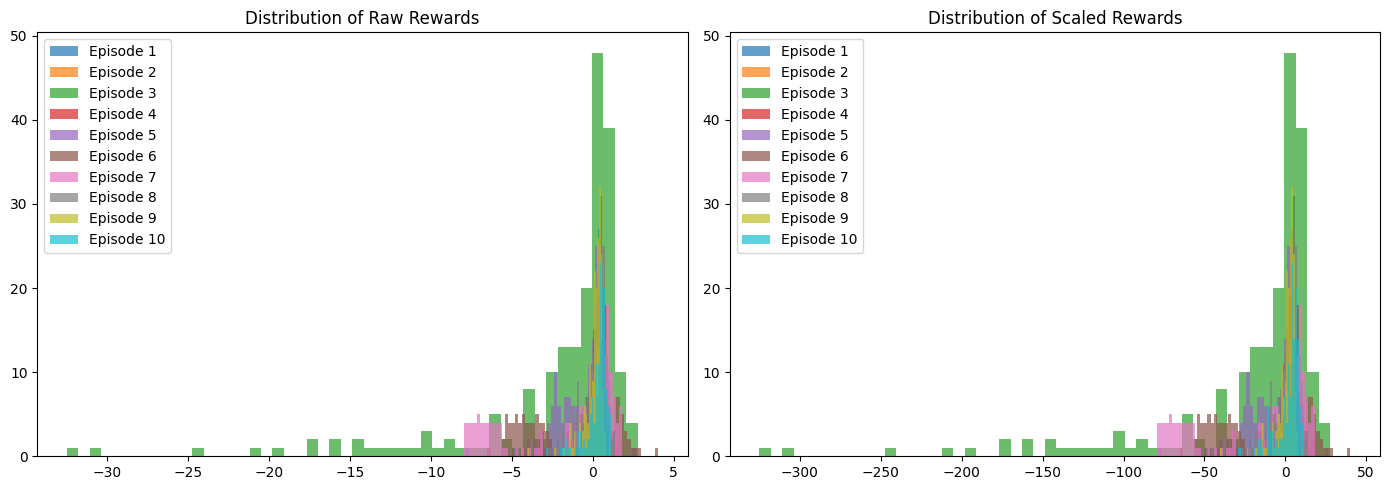 Distribution of Raw Rewards
50
40
30
20
10
0
−30
−25
−20
−15
−10
−5
0
5
Episode 1
Episode 2
Episode 3
Episode 4
Episode 5
Episode 6
Episode 7
Episode 8
Episode 9
Episode 10
Distribution of Scaled Rewards
50
40
30
20
10
0
−300
−250
−200
−150
−100
−50
0
50
Episode 1
Episode 2
Episode 3
Episode 4
Episode 5
Episode 6
Episode 7
Episode 8
Episode 9
Episode 10